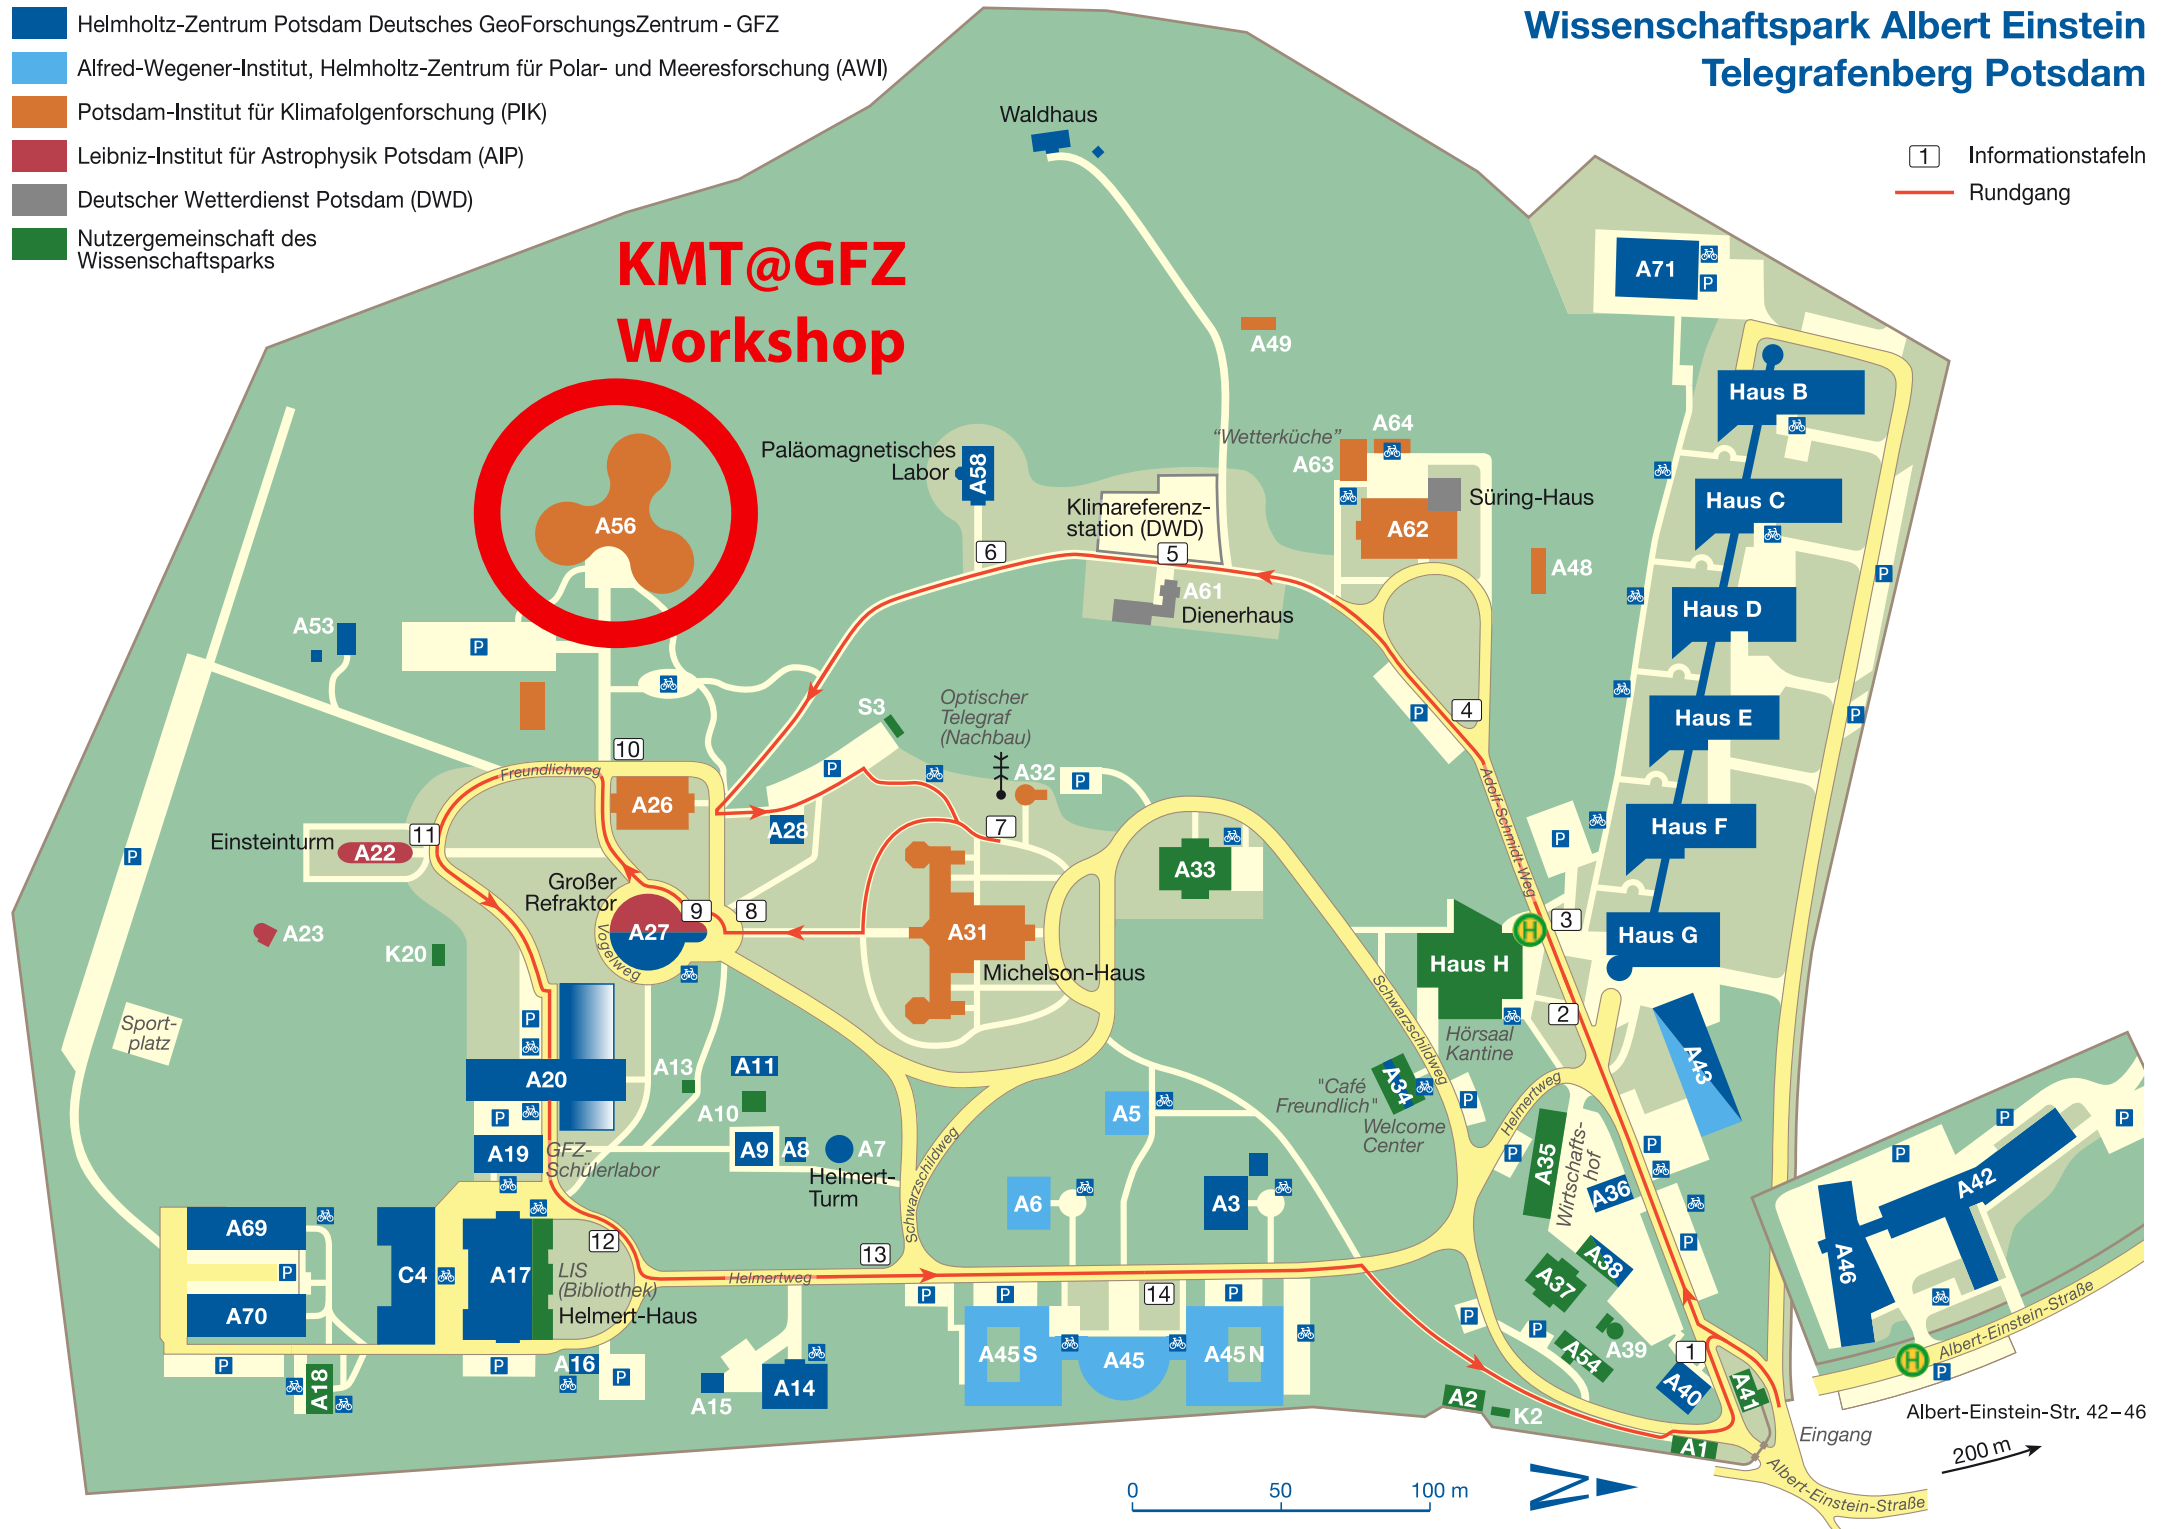 Helmholtz-Zentrum Potsdam Deutsches GeoForschungsZentrum - GFZ
Alfred-Wegener-Institut, Helmholtz-Zentrum für Polar- und Meeresforschung (AWI)
Potsdam-Institut für Klimafolgenforschung (PIK)
Leibniz-Institut für Astrophysik Potsdam (AIP)
Deutscher Wetterdienst Potsdam (DWD)
Nutzergemeinschaft des
Wissenschaftsparks
Wissenschaftspark Albert Einstein
Telegrafenberg Potsdam
1 Informationstafeln
Rundgang
KMT@GFZ
Workshop
Waldhaus
A71
P
A49
Haus B
A64
"Wetterküche"
A63
Paläomagnetisches
Labor
A58
Süring-Haus
Haus C
Klimareferenz-
station (DWD)
A62
A56
6
5
A48
P
A61
Dienerhaus
Haus D
A53
P
4
P
Haus E
P
S3
Optischer
Telegraf
(Nachbau)
10
Freundlichweg
P
A32
P
Adolf-Schmidt-Weg
A26
A28
7
Haus F
P
11
Einsteinturm
A22
P
A33
Großer
Refraktor
9
8
A27
A31
3
H
Haus G
A23
K20
Vogelweg
Michelson-Haus
Haus H
Schwarzschildweg
2
Sport-
platz
P
Hörsaal
Kantine
A43
A20
A13
A11
A10
P
A5
"Café
Freundlich"
A34
P
Welcome
Center
Helmertweg
A19
GFZ-
Schülerlabor
A9
A8
A7
Helmert-
Turm
Schwarzschildweg
A6
A3
P
A35
Wirtschafts-
hof
A36
P
P
P
P
A42
A46
A69
P
A70
C4
A17
12
LIS
(Bibliothek)
Helmert-Haus
13
Helmertweg
14
P
P
P
P
A38
A37
P
P
A39
A54
1
A40
A41
P
A18
P
A16
P
A15
A14
A45 S
A45
A45 N
A2
K2
A1
H
P
Albert-Einstein-Straße
Albert-Einstein-Str. 42–46
Eingang
200 m
Albert-Einstein-Straße
0 50 100 m
N